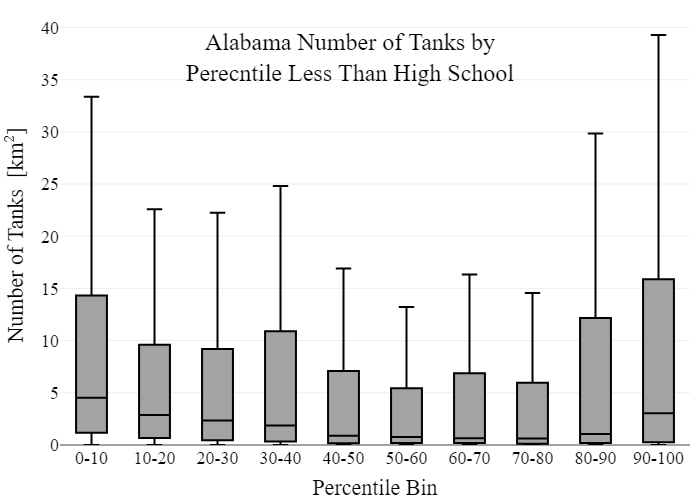 Alabama Number of Tanks by
Perecntile Less Than High School
Number of Tanks [km²]
40
35
30
25
20
15
10
5
0
0-10 10-20 20-30 30-40 40-50 50-60 60-70 70-80 80-90 90-100
Percentile Bin